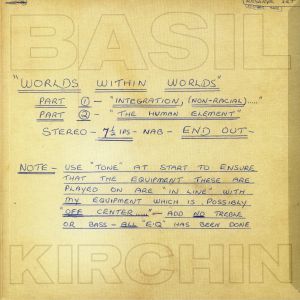 BASIL
"WORLDS WITHIN WORLDS"
PART ① - "INTEGRATION, (NON-RACIAL)....."
PART ② - "THE HUMAN ELEMENT"
STEREO - 7½ IPS - NAB - END OUT -
NOTE - USE "TONE" AT START TO ENSURE
THAT THE EQUIPMENT THESE ARE
PLAYED ON ARE "IN LINE" WITH
MY EQUIPMENT WHICH IS POSSIBLY
"OFF CENTER....." - ADD NO TREBLE
OR BASS - ALL "E.Q" HAS BEEN DONE
KIRCHIN